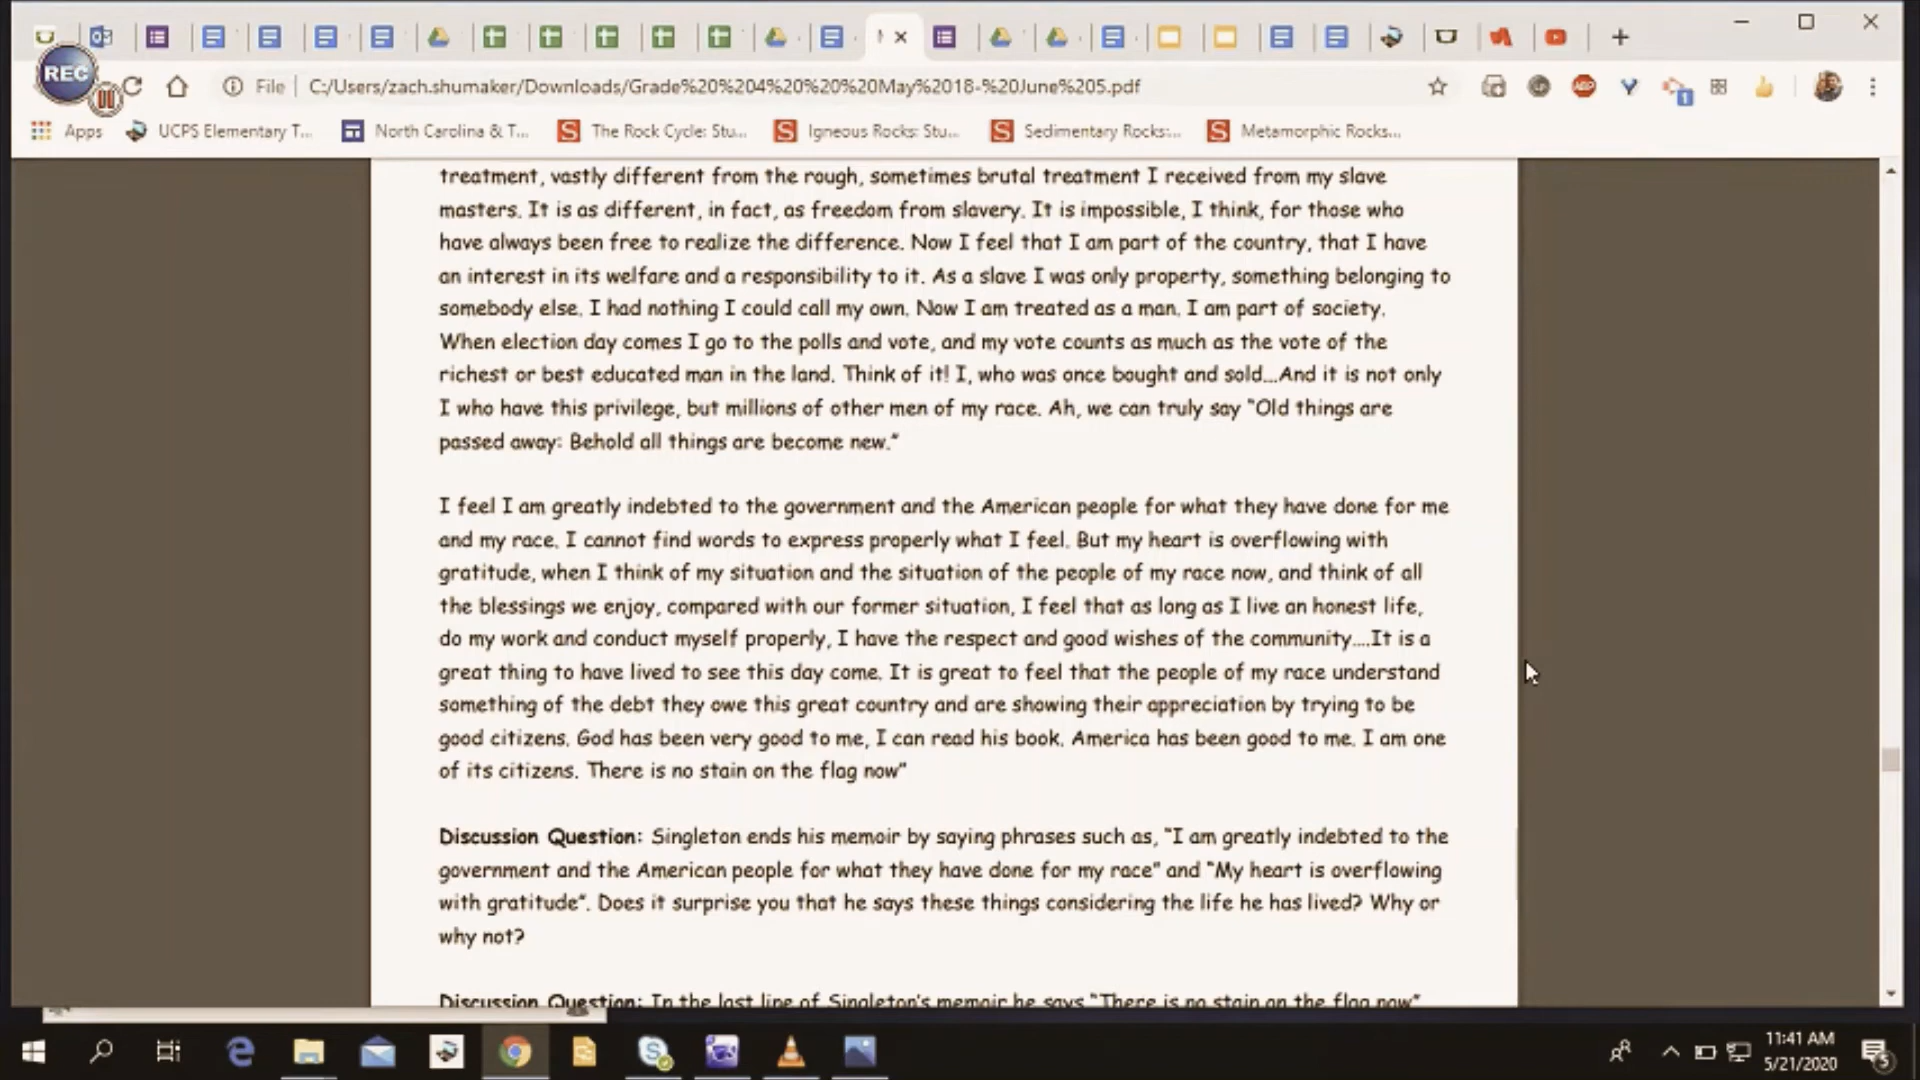 REC
File | C:/Users/zach.shumaker/Downloads/Grade%20%204%20%20%20May%2018-%20June%205.pdf
1
Apps UCPS Elementary T... North Carolina & T... The Rock Cycle: Stu... Igneous Rocks: Stu... Sedimentary Rocks:... Metamorphic Rocks...
treatment, vastly different from the rough, sometimes brutal treatment I received from my slave
masters. It is as different, in fact, as freedom from slavery. It is impossible, I think, for those who
have always been free to realize the difference. Now I feel that I am part of the country, that I have
an interest in its welfare and a responsibility to it. As a slave I was only property, something belonging to
somebody else. I had nothing I could call my own. Now I am treated as a man. I am part of society.
When election day comes I go to the polls and vote, and my vote counts as much as the vote of the
richest or best educated man in the land. Think of it! I, who was once bought and sold...And it is not only
I who have this privilege, but millions of other men of my race. Ah, we can truly say "Old things are
passed away: Behold all things are become new."
I feel I am greatly indebted to the government and the American people for what they have done for me
and my race. I cannot find words to express properly what I feel. But my heart is overflowing with
gratitude, when I think of my situation and the situation of the people of my race now, and think of all
the blessings we enjoy, compared with our former situation, I feel that as long as I live an honest life,
do my work and conduct myself properly, I have the respect and good wishes of the community....It is a
great thing to have lived to see this day come. It is great to feel that the people of my race understand
something of the debt they owe this great country and are showing their appreciation by trying to be
good citizens. God has been very good to me, I can read his book. America has been good to me. I am one
of its citizens. There is no stain on the flag now"
Discussion Question: Singleton ends his memoir by saying phrases such as, "I am greatly indebted to the
government and the American people for what they have done for my race" and "My heart is overflowing
with gratitude". Does it surprise you that he says these things considering the life he has lived? Why or
why not?
Discussion Question: In the last line of Singleton's memoir he says "There is no stain on the flag now"
11:41 AM
5/21/2020
5